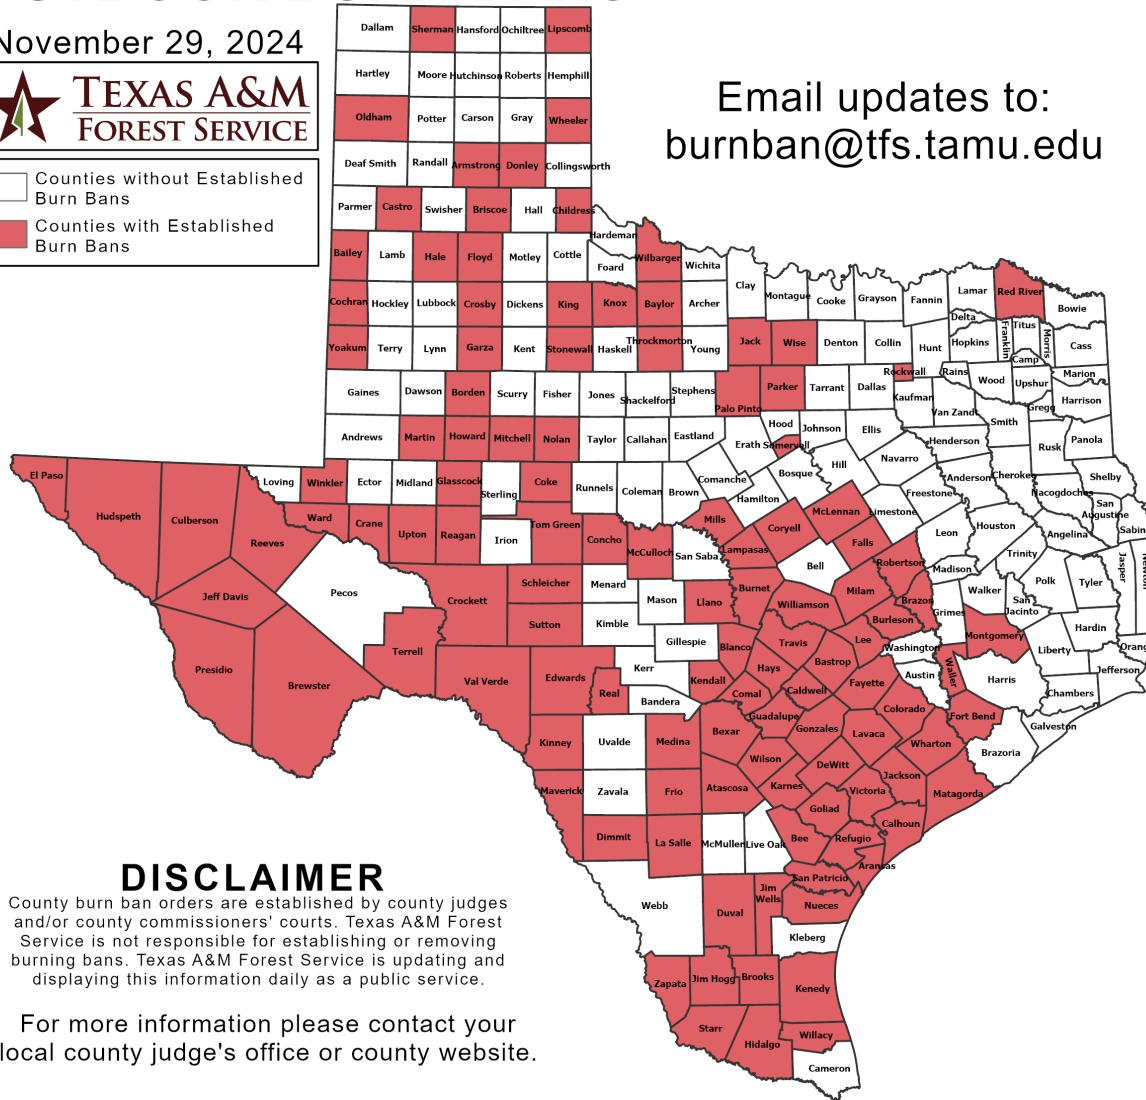 November 29, 2024
TEXAS A&M
FOREST SERVICE
Counties without Established
Burn Bans
Counties with Established
Burn Bans
Email updates to:
burnban@tfs.tamu.edu
Dallam Sherman Hansford Ochiltree Lipscomb
Hartley Moore Hutchinson Roberts Hemphill
Oldham Potter Carson Gray Wheeler
Deaf Smith Randall Armstrong Donley Collingsworth
Parmer Castro Swisher Briscoe Hall Childress
Hardeman
Bailey Lamb Hale Floyd Motley Cottle Foard Wilbarger Wichita
Clay Montague Cooke Grayson Fannin Lamar Red River Bowie
Cochran Hockley Lubbock Crosby Dickens King Knox Baylor Archer
Delta Franklin Titus Morris Cass
Yoakum Terry Lynn Garza Kent Stonewall Haskell Throckmorton Young Jack Wise Denton Collin Hunt Hopkins Camp
Rockwall Rains Wood Upshur Marion
Gaines Dawson Borden Scurry Fisher Jones Shackelford Stephens Palo Pinto Parker Tarrant Dallas Kaufman Van Zandt Smith Gregg Harrison
Andrews Martin Howard Mitchell Nolan Taylor Callahan Eastland Erath Hood Somervell Johnson Ellis Henderson Rusk Panola
El Paso Loving Winkler Ector Midland Glasscock Sterling Coke Runnels Coleman Brown Comanche Hamilton Bosque Hill Navarro Anderson Cherokee Shelby
Hudspeth Culberson Reeves Ward Crane Upton Reagan Irion Tom Green Concho McCulloch San Saba Mills Lampasas Coryell McLennan Limestone Freestone Nacogdoches San Augustine
Falls Leon Houston Angelina Trinity
Jeff Davis Pecos Crockett Schleicher Menard Mason Llano Burnet Bell Williamson Milam Robertson Brazos Madison Walker Polk Tyler Jasper
Presidio Brewster Terrell Sutton Kimble Gillespie Blanco Travis Lee Burleson Grimes San Jacinto Hardin
Washington Montgomery Liberty
Val Verde Edwards Real Kerr Bandera Kendall Hays Bastrop Fayette Austin Waller Harris Chambers Jefferson
Comal Caldwell Guadalupe Gonzales Lavaca Colorado Fort Bend Galveston
Kinney Uvalde Medina Bexar Wilson Wharton Brazoria
Maverick Zavala Frio Atascosa Karnes DeWitt Victoria Jackson Matagorda
Goliad Calhoun
Dimmit La Salle McMullen Live Oak Bee Refugio Aransas
Webb Duval Jim Wells San Patricio Nueces
Kleberg
Zapata Jim Hogg Brooks Kenedy
Starr Hidalgo Willacy
Cameron
DISCLAIMER
County burn ban orders are established by county judges
and/or county commissioners' courts. Texas A&M Forest
Service is not responsible for establishing or removing
burning bans. Texas A&M Forest Service is updating and
displaying this information daily as a public service.
For more information please contact your
local county judge's office or county website.